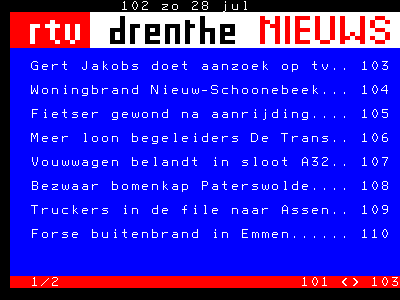 102 zo 28 jul
rtv drenthe NIEUWS
Gert Jakobs doet aanzoek op tv.. 103
Woningbrand Nieuw-Schoonebeek... 104
Fietser gewond na aanrijding.... 105
Meer loon begeleiders De Trans.. 106
Vouwwagen belandt in sloot A32.. 107
Bezwaar bomenkap Paterswolde.... 108
Truckers in de file naar Assen.. 109
Forse buitenbrand in Emmen...... 110
1/2 101 <> 103